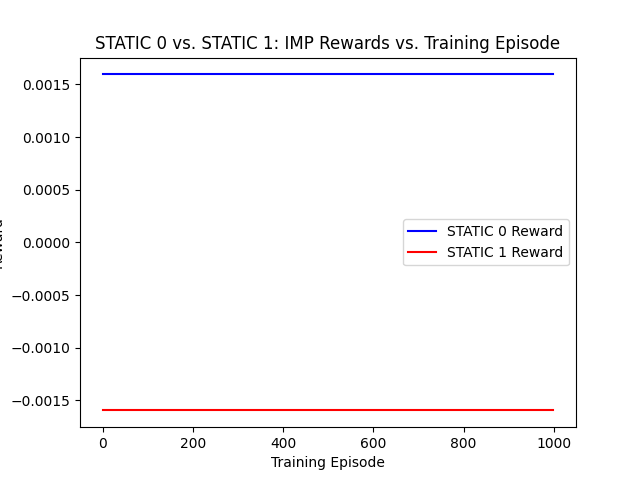 STATIC 0 vs. STATIC 1: IMP Rewards vs. Training Episode
0.0015
0.0010
0.0005
0.0000
−0.0005
−0.0010
−0.0015
STATIC 0 Reward
STATIC 1 Reward
0 200 400 600 800 1000
Training Episode